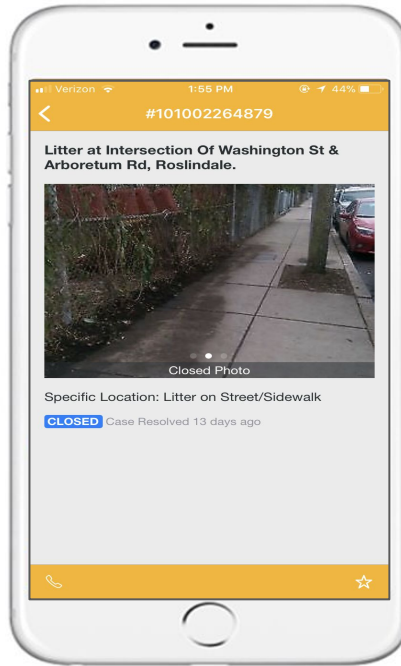 Verizon 1:55 PM 44%
#101002264879
Litter at Intersection Of Washington St &
Arboretum Rd, Roslindale.
Closed Photo
Specific Location: Litter on Street/Sidewalk
CLOSED Case Resolved 13 days ago